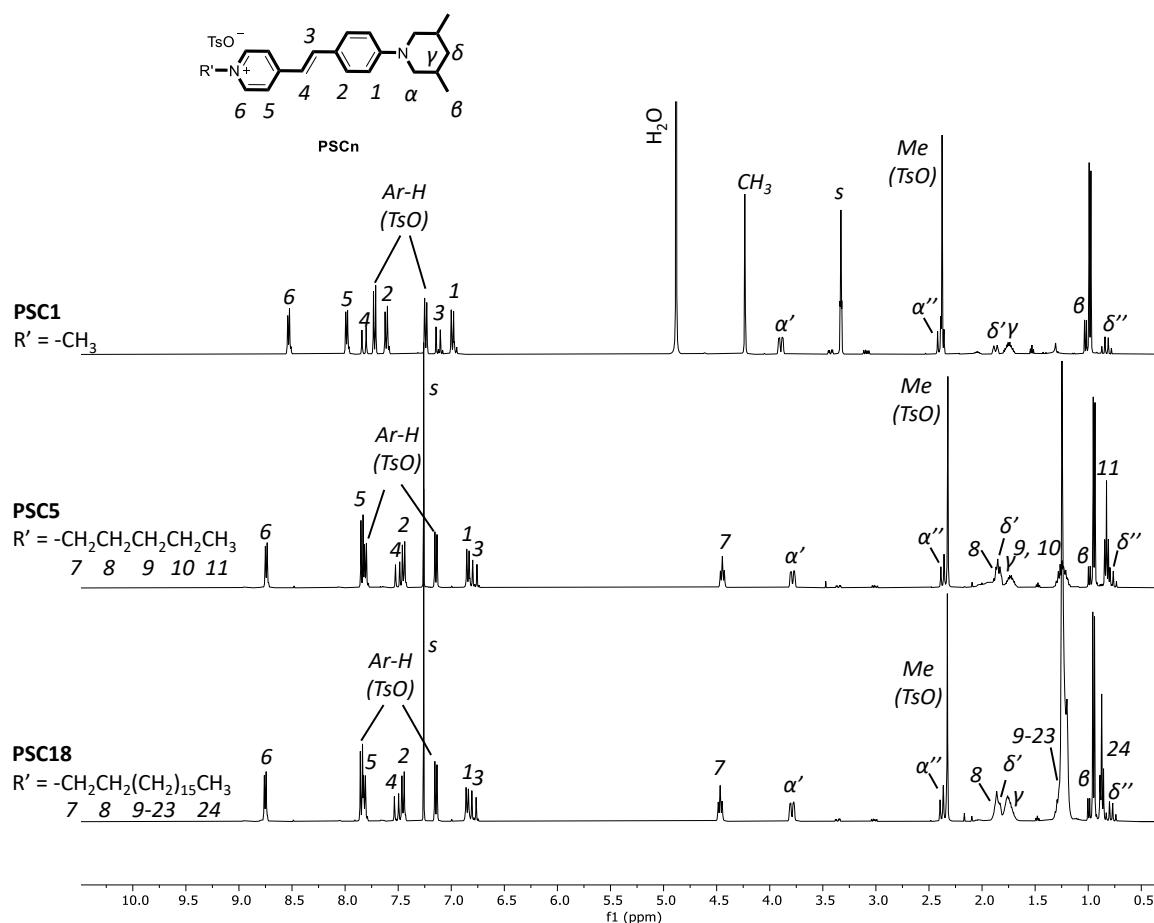 TsO⁻
3
N
γ
δ
R'
N
+
4
2
1
α
β
6
5
PSCn
H₂O
Me
(TsO)
Ar-H
(TsO)
CH₃
s
6
5
4
2
3
1
α''
α'
δ'
γ
β
δ''
PSC1
R' = -CH₃
s
Me
(TsO)
Ar-H
(TsO)
5
11
PSC5
6
2
4
1
3
7
α'
α''
8
δ'
γ
9, 10
β
δ''
R' = -CH₂CH₂CH₂CH₂CH₃
7 8 9 10 11
s
Me
(TsO)
Ar-H
(TsO)
PSC18
6
5
2
4
1
3
7
α'
α''
8
δ'
γ
9-23
β
24
δ''
R' = -CH₂CH₂(CH₂)₁₅CH₃
7 8 9-23 24
10.0 9.5 9.0 8.5 8.0 7.5 7.0 6.5 6.0 5.5 5.0 4.5 4.0 3.5 3.0 2.5 2.0 1.5 1.0 0.5
f1 (ppm)